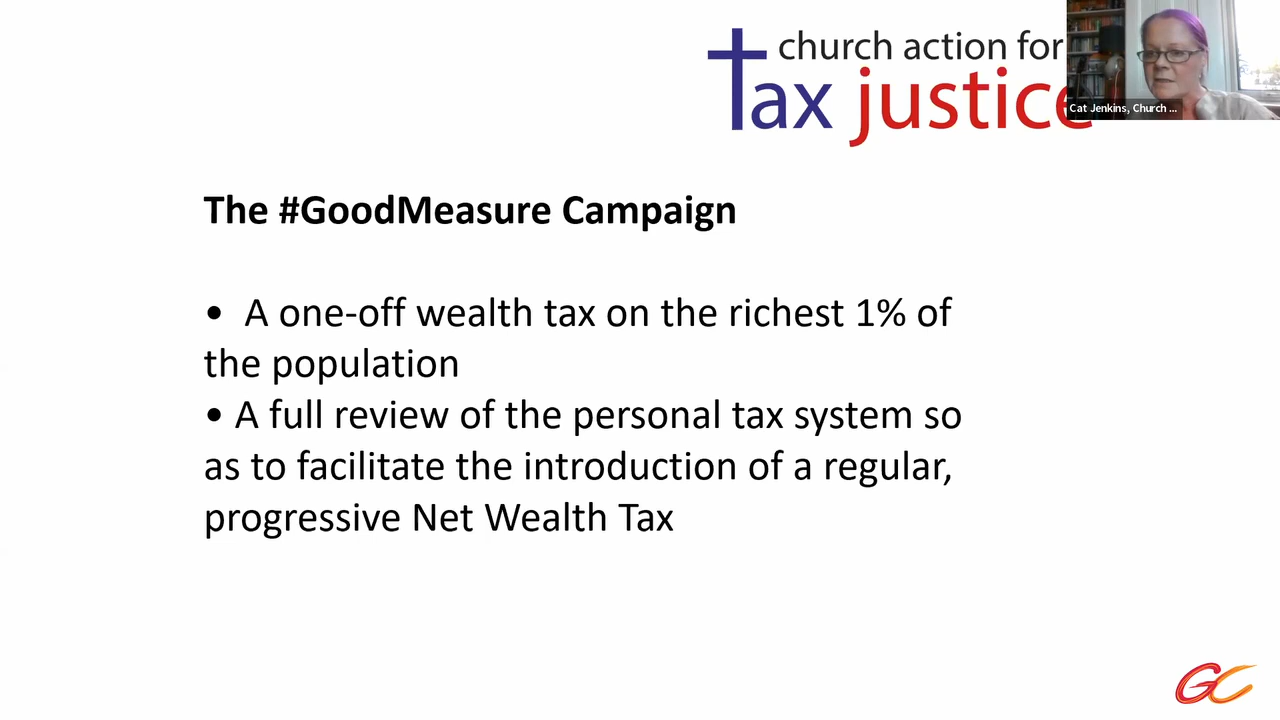 church action for
tax justice
Cat Jenkins, Church ...
The #GoodMeasure Campaign
• A one-off wealth tax on the richest 1% of
the population
• A full review of the personal tax system so
as to facilitate the introduction of a regular,
progressive Net Wealth Tax
GC